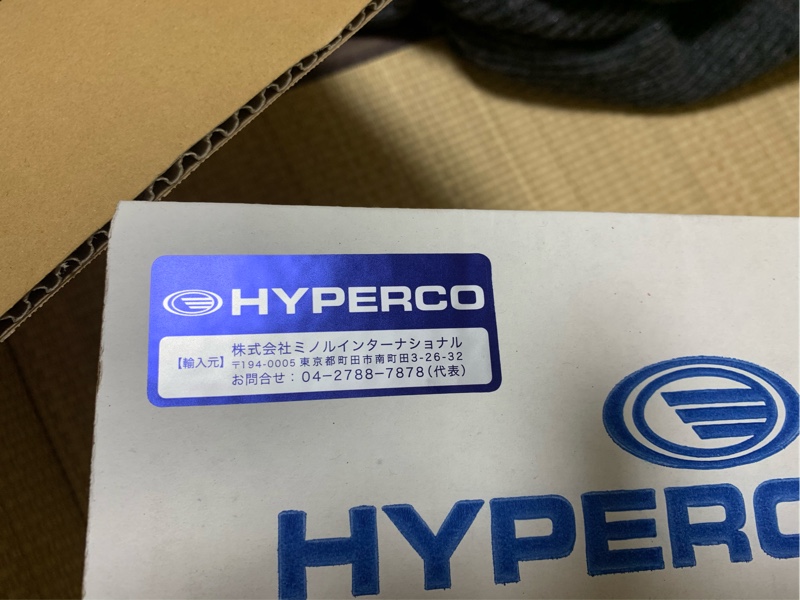 HYPERCO
【輸入元】
株式会社ミノルインターナショナル
〒194-0005 東京都町田市南町田3-26-32
お問合せ：04-2788-7878（代表）
HYPERC